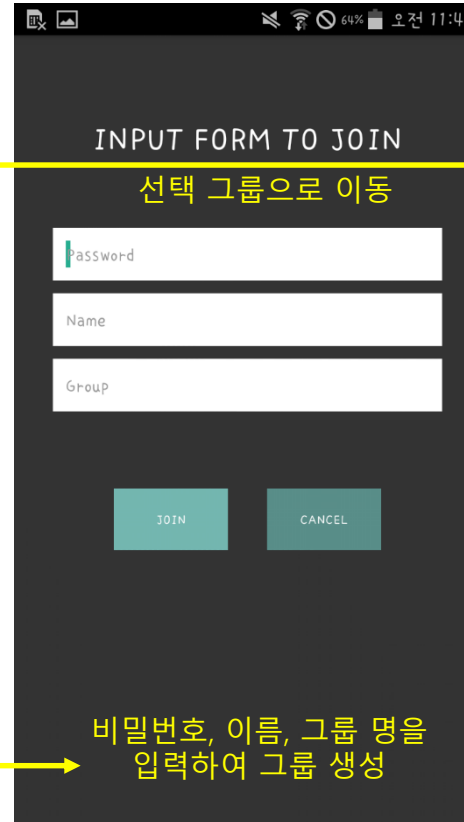 64% 오전 11:4
INPUT FORM TO JOIN
선택 그룹으로 이동
Password
Name
Group
JOIN CANCEL
비밀번호, 이름, 그룹 명을
입력하여 그룹 생성